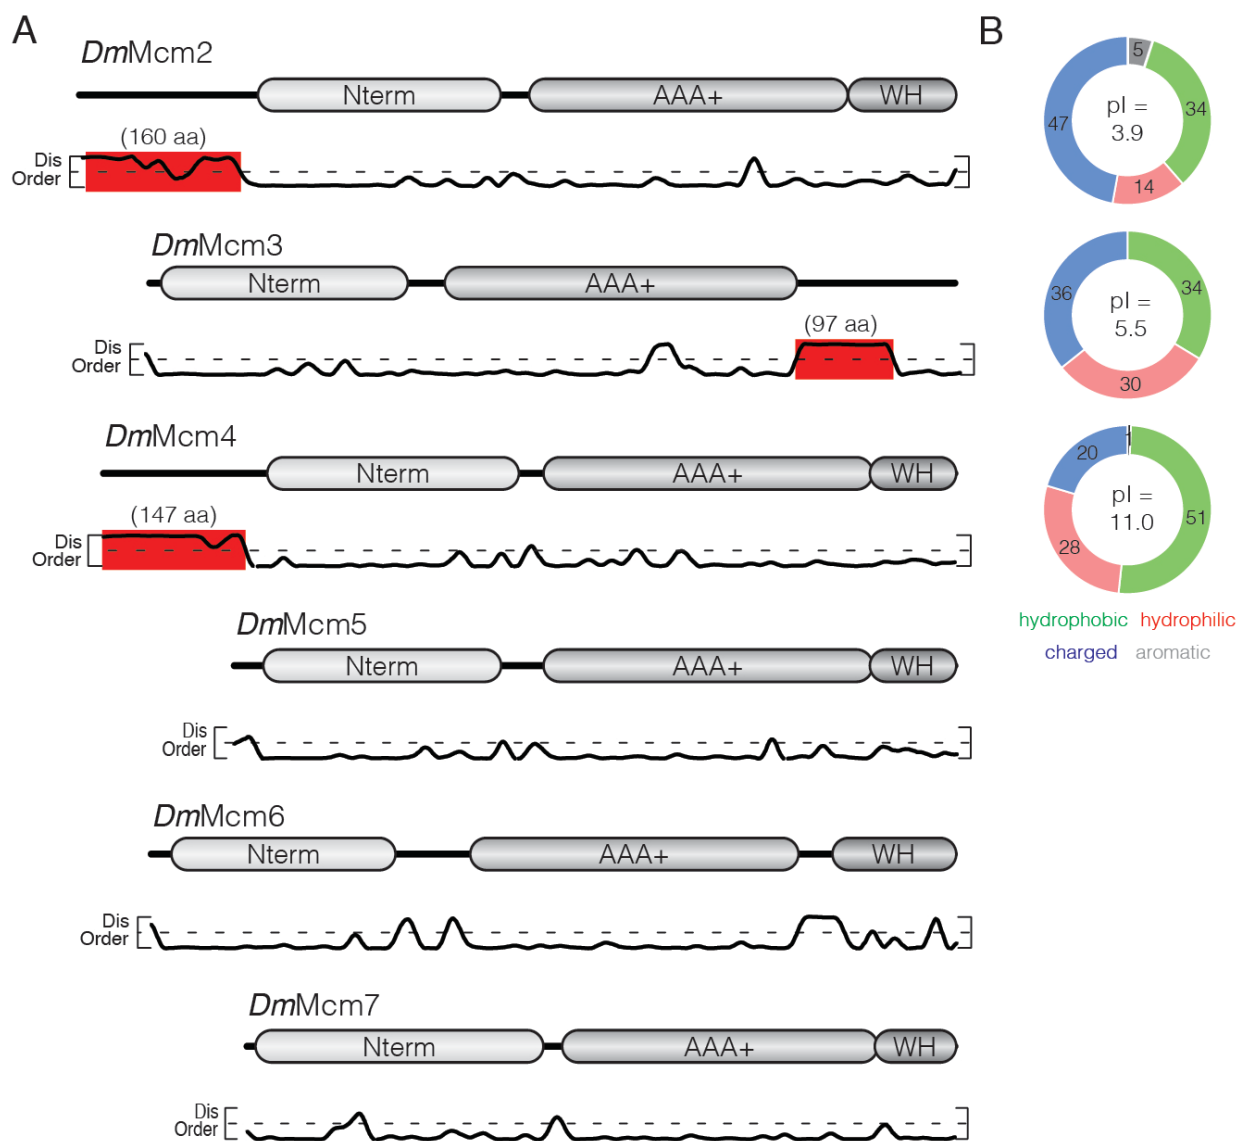 A
DmMcm2
Nterm AAA+ WH
(160 aa)
Dis
Order
DmMcm3
Nterm AAA+
(97 aa)
Dis
Order
DmMcm4
Nterm AAA+ WH
(147 aa)
Dis
Order
DmMcm5
Nterm AAA+ WH
Dis
Order
DmMcm6
Nterm AAA+ WH
Dis
Order
DmMcm7
Nterm AAA+ WH
Dis
Order
B
5
34
14
47
pI =
3.9
34
30
36
pI =
5.5
1
51
28
20
pI =
11.0
hydrophobic hydrophilic
charged aromatic